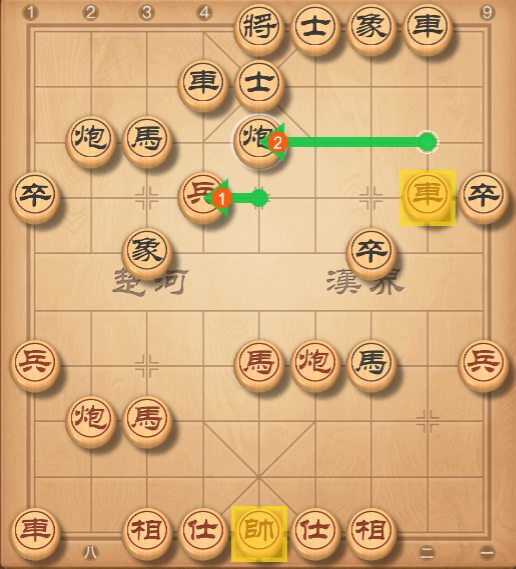 1 2 3 4 9
將 士 象 車
車 士
炮 馬 炮 2
卒 兵 1 車 卒
象 卒
楚河 漢界
兵 馬 炮 馬 兵
炮 馬
車 相 仕 帥 仕 相
八 二 一